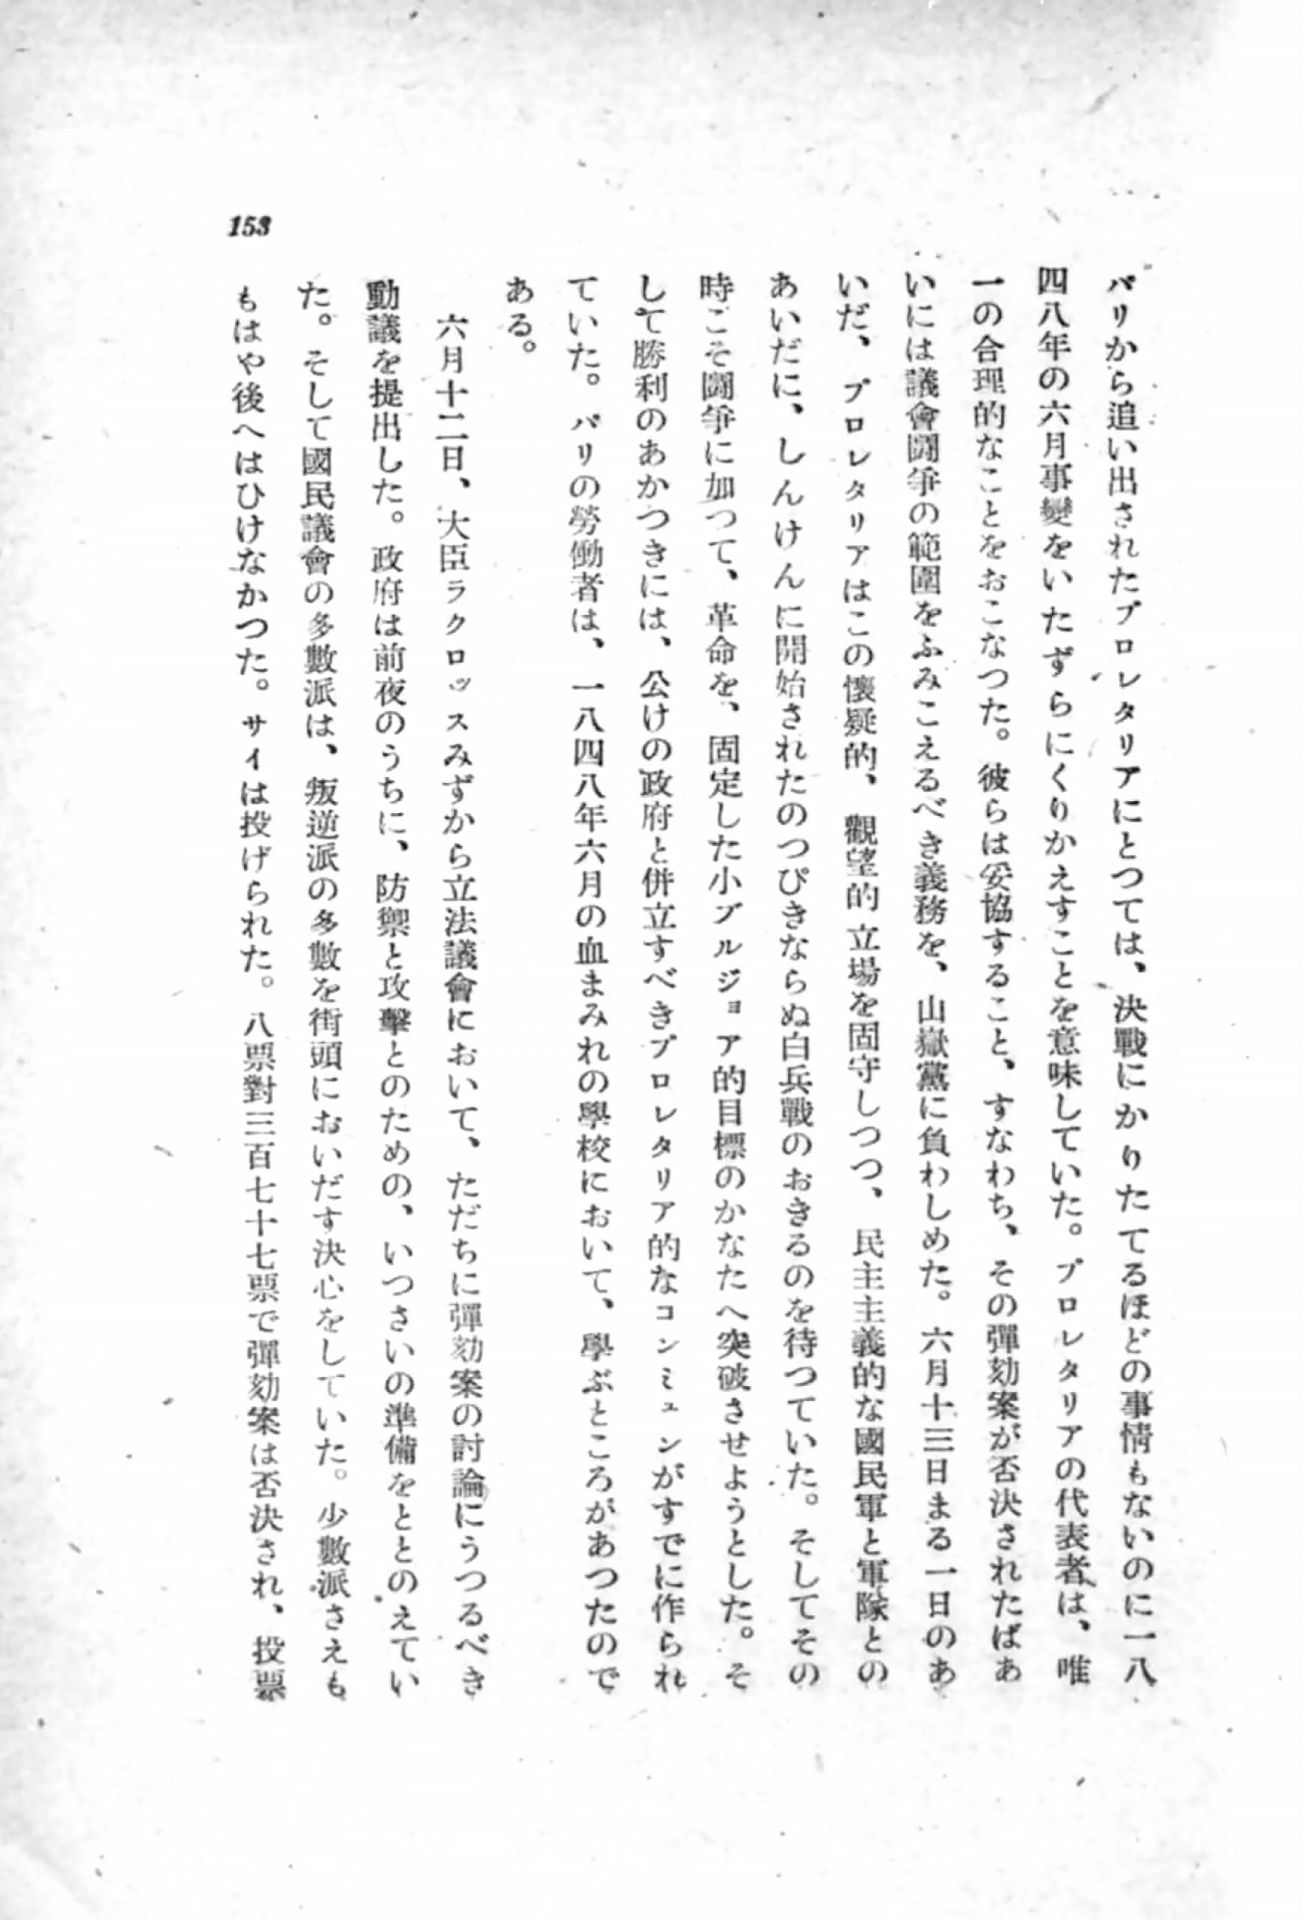 パリから追い出されたプロレタリアにとつては、決戰にかりたてるほどの事情もないのに一八
四八年の六月事變をいたずらにくりかえすことを意味していた。プロレタリアの代表者は、唯
一の合理的なことをおこなつた。彼らは妥協すること、すなわち、その彈劾案が否決されたばあ
いには議會闘爭の範圍をふみこえるべき義務を、山嶽黨に負わしめた。六月十三日まる一日のあ
いだ、プロレタリアはこの懷疑的、觀望的立場を固守しつつ、民主主義的な國民軍と軍隊との
あいだに、しんけんに開始されたのつぴきならぬ白兵戰のおきるのを待つていた。そしてその
時こそ闘爭に加つて、革命を、固定した小ブルジョア的目標のかなたへ突破させようとした。そ
して勝利のあかつきには、公けの政府と併立すべきプロレタリア的なコンミュンがすでに作られ
ていた。パリの勞働者は、一八四八年六月の血まみれの學校において、學ぶところがあつたので
ある。
六月十二日、大臣ラクロッスみずから立法議會において、ただちに彈劾案の討論にうつるべき
動議を提出した。政府は前夜のうちに、防禦と攻擊とのための、いつさいの準備をととのえてい
た。そして國民議會の多數派は、叛逆派の多數を街頭においだす決心をしていた。少數派さえも
もはや後へはひけなかつた。サイは投げられた。八票對三百七十七票で彈劾案は否決され、投票
153